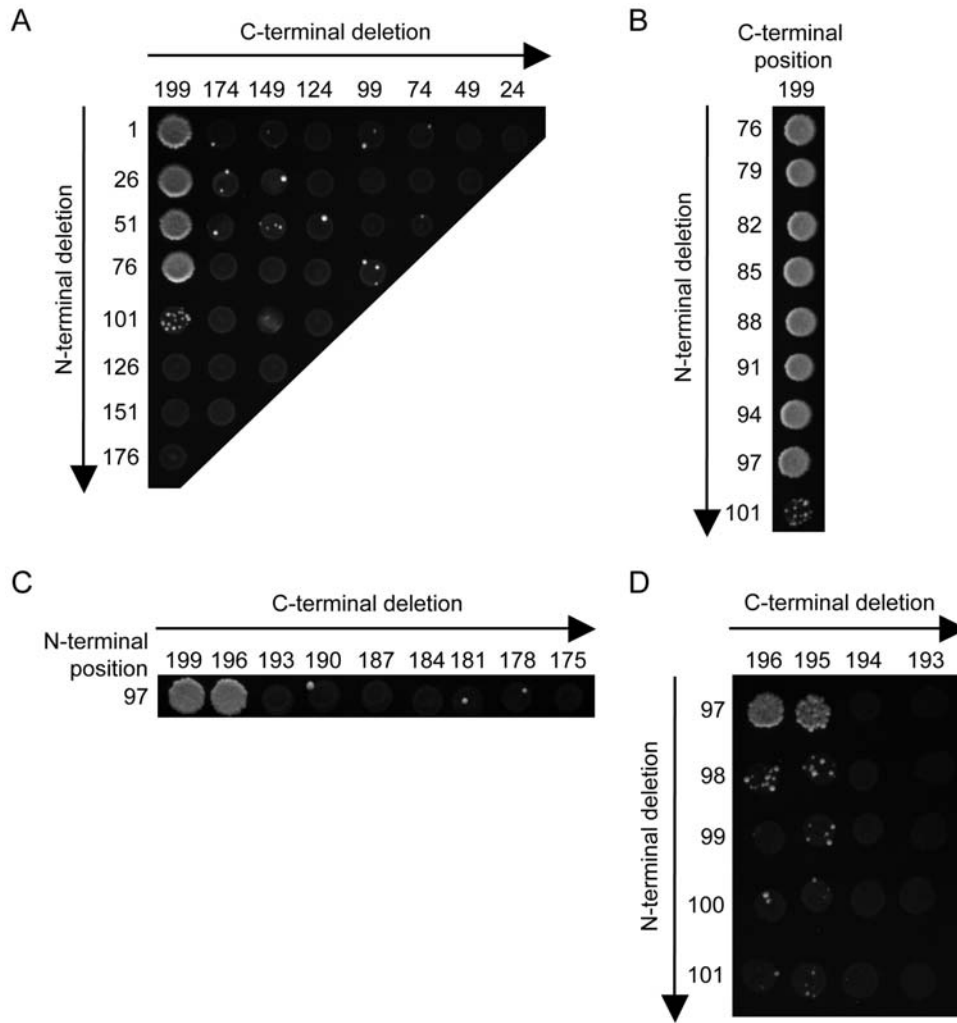 A
C-terminal deletion
199 174 149 124 99 74 49 24
N-terminal deletion
1
26
51
76
101
126
151
176
B
C-terminal
position
199
N-terminal deletion
76
79
82
85
88
91
94
97
101
C
C-terminal deletion
N-terminal
position
199 196 193 190 187 184 181 178 175
97
D
C-terminal deletion
196 195 194 193
N-terminal deletion
97
98
99
100
101